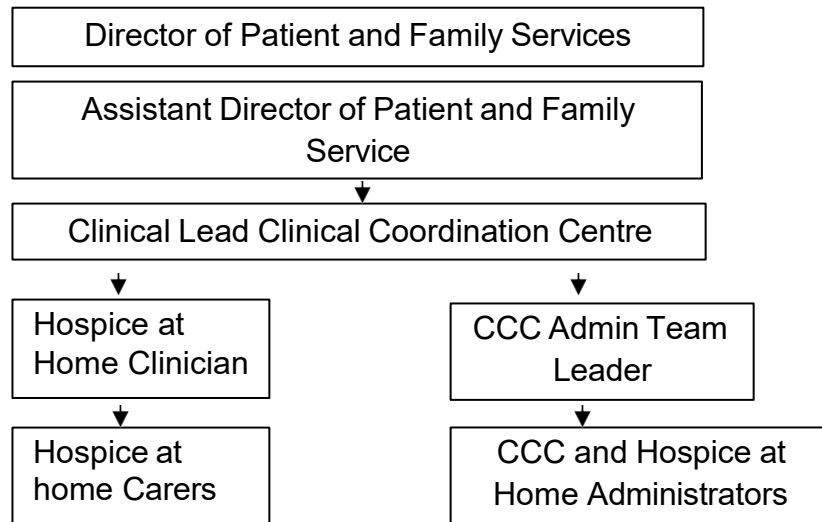 Director of Patient and Family Services
Assistant Director of Patient and Family
Service
Clinical Lead Clinical Coordination Centre
Hospice at
Home Clinician
CCC Admin Team
Leader
Hospice at
home Carers
CCC and Hospice at
Home Administrators